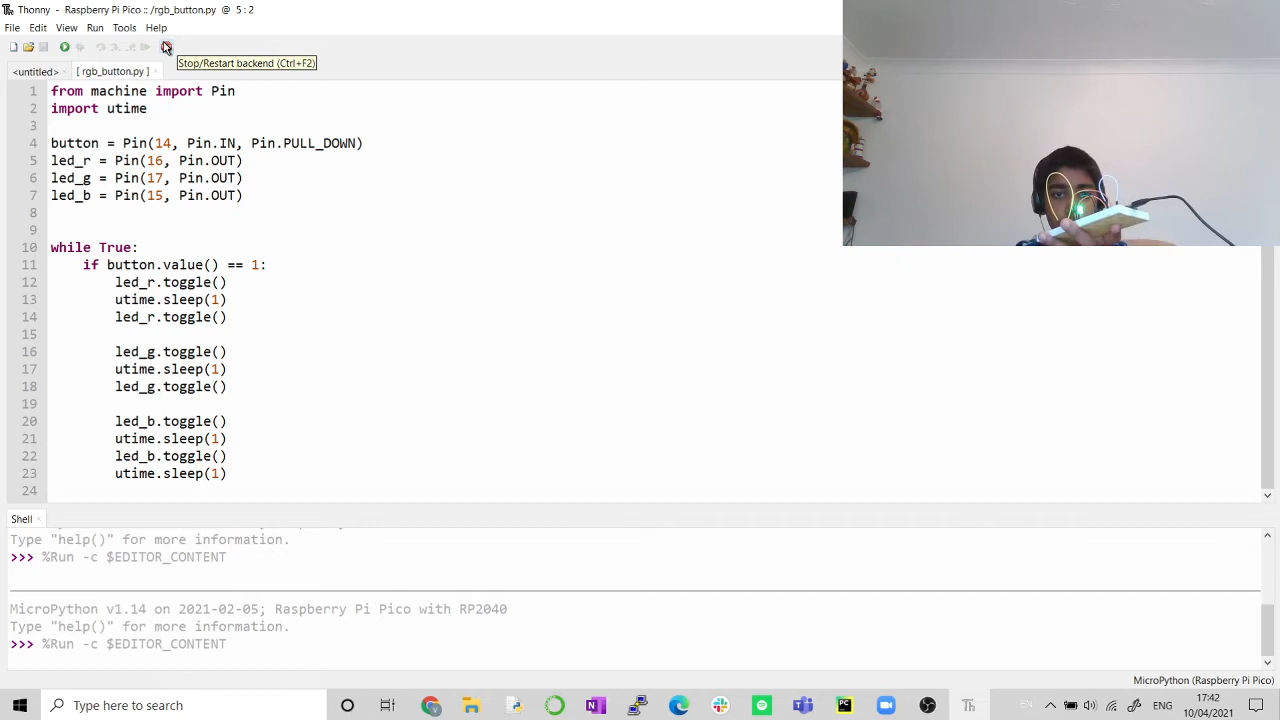 Thonny - Raspberry Pi Pico :: /rgb_button.py @ 5 : 2
File Edit View Run Tools Help
Stop/Restart backend (Ctrl+F2)
<untitled> × [ rgb_button.py ] ×
1 from machine import Pin
2 import utime
3
4 button = Pin(14, Pin.IN, Pin.PULL_DOWN)
5 led_r = Pin(16, Pin.OUT)
6 led_g = Pin(17, Pin.OUT)
7 led_b = Pin(15, Pin.OUT)
8
9
10 while True:
11 if button.value() == 1:
12 led_r.toggle()
13 utime.sleep(1)
14 led_r.toggle()
15
16 led_g.toggle()
17 utime.sleep(1)
18 led_g.toggle()
19
20 led_b.toggle()
21 utime.sleep(1)
22 led_b.toggle()
23 utime.sleep(1)
24
Shell ×
Type "help()" for more information.
>>> %Run -c $EDITOR_CONTENT
MicroPython v1.14 on 2021-02-05; Raspberry Pi Pico with RP2040
Type "help()" for more information.
>>> %Run -c $EDITOR_CONTENT
MicroPython (Raspberry Pi Pico)
Type here to search
EN
ENG
17:42
10/04/2021